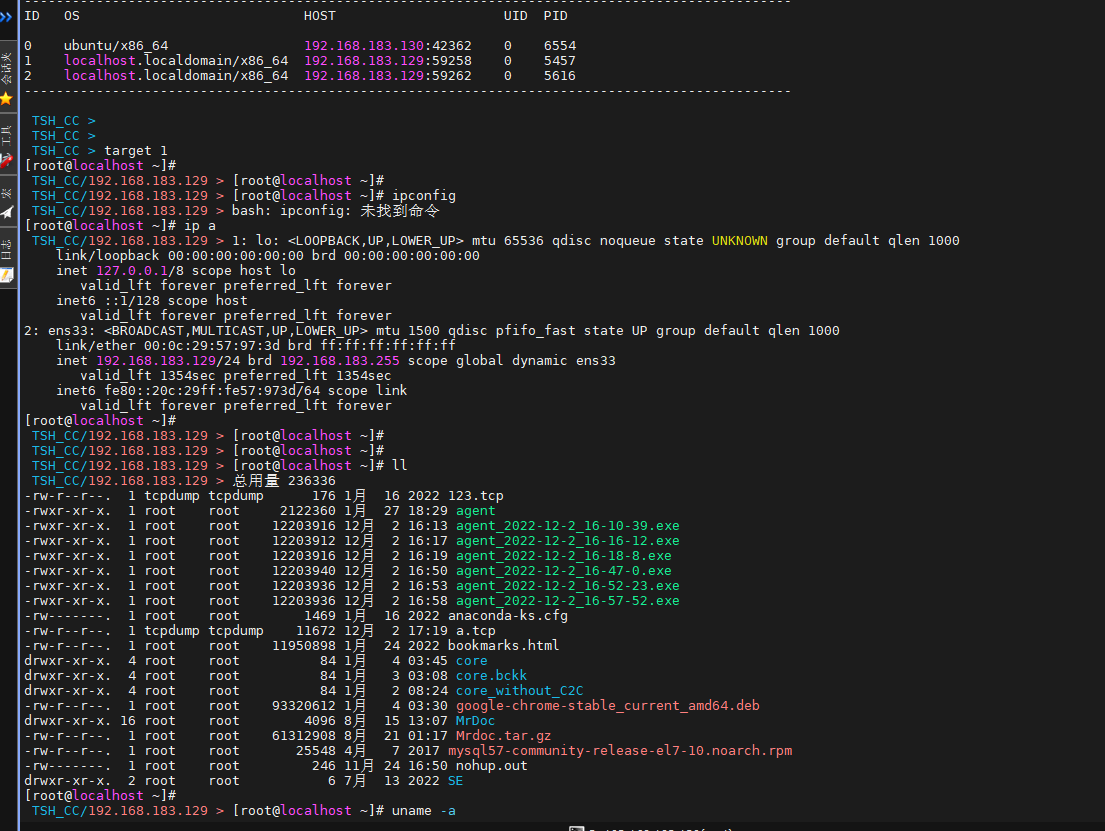 ID OS HOST UID PID
0 ubuntu/x86_64 192.168.183.130:42362 0 6554
1 localhost.localdomain/x86_64 192.168.183.129:59258 0 5457
2 localhost.localdomain/x86_64 192.168.183.129:59262 0 5616
TSH_CC >
TSH_CC >
TSH_CC > target 1
[root@localhost ~]#
TSH_CC/192.168.183.129 > [root@localhost ~]#
TSH_CC/192.168.183.129 > [root@localhost ~]# ipconfig
TSH_CC/192.168.183.129 > bash: ipconfig: 未找到命令
[root@localhost ~]# ip a
TSH_CC/192.168.183.129 > 1: lo: <LOOPBACK,UP,LOWER_UP> mtu 65536 qdisc noqueue state UNKNOWN group default qlen 1000
link/loopback 00:00:00:00:00:00 brd 00:00:00:00:00:00
inet 127.0.0.1/8 scope host lo
valid_lft forever preferred_lft forever
inet6 ::1/128 scope host
valid_lft forever preferred_lft forever
2: ens33: <BROADCAST,MULTICAST,UP,LOWER_UP> mtu 1500 qdisc pfifo_fast state UP group default qlen 1000
link/ether 00:0c:29:57:97:3d brd ff:ff:ff:ff:ff:ff
inet 192.168.183.129/24 brd 192.168.183.255 scope global dynamic ens33
valid_lft 1354sec preferred_lft 1354sec
inet6 fe80::20c:29ff:fe57:973d/64 scope link
valid_lft forever preferred_lft forever
[root@localhost ~]#
TSH_CC/192.168.183.129 > [root@localhost ~]#
TSH_CC/192.168.183.129 > [root@localhost ~]#
TSH_CC/192.168.183.129 > [root@localhost ~]# ll
TSH_CC/192.168.183.129 > 总用量 236336
-rw-r--r--. 1 tcpdump tcpdump 176 1月 16 2022 123.tcp
-rwxr-xr-x. 1 root root 2122360 1月 27 18:29 agent
-rwxr-xr-x. 1 root root 12203916 12月 2 16:13 agent_2022-12-2_16-10-39.exe
-rwxr-xr-x. 1 root root 12203912 12月 2 16:17 agent_2022-12-2_16-16-12.exe
-rwxr-xr-x. 1 root root 12203916 12月 2 16:19 agent_2022-12-2_16-18-8.exe
-rwxr-xr-x. 1 root root 12203940 12月 2 16:50 agent_2022-12-2_16-47-0.exe
-rwxr-xr-x. 1 root root 12203936 12月 2 16:53 agent_2022-12-2_16-52-23.exe
-rwxr-xr-x. 1 root root 12203936 12月 2 16:58 agent_2022-12-2_16-57-52.exe
-rw-------. 1 root root 1469 1月 16 2022 anaconda-ks.cfg
-rw-r--r--. 1 tcpdump tcpdump 11672 12月 2 17:19 a.tcp
-rw-r--r--. 1 root root 11950898 1月 24 2022 bookmarks.html
drwxr-xr-x. 4 root root 84 1月 4 03:45 core
drwxr-xr-x. 4 root root 84 1月 3 03:08 core.bckk
drwxr-xr-x. 4 root root 84 1月 2 08:24 core_without_C2C
-rw-r--r--. 1 root root 93320612 1月 4 03:30 google-chrome-stable_current_amd64.deb
drwxr-xr-x. 16 root root 4096 8月 15 13:07 MrDoc
-rw-r--r--. 1 root root 61312908 8月 21 01:17 Mrdoc.tar.gz
-rw-r--r--. 1 root root 25548 4月 7 2017 mysql57-community-release-el7-10.noarch.rpm
-rw-------. 1 root root 246 11月 24 16:50 nohup.out
drwxr-xr-x. 2 root root 6 7月 13 2022 SE
[root@localhost ~]#
TSH_CC/192.168.183.129 > [root@localhost ~]# uname -a
会话夹
工具
宏
日志